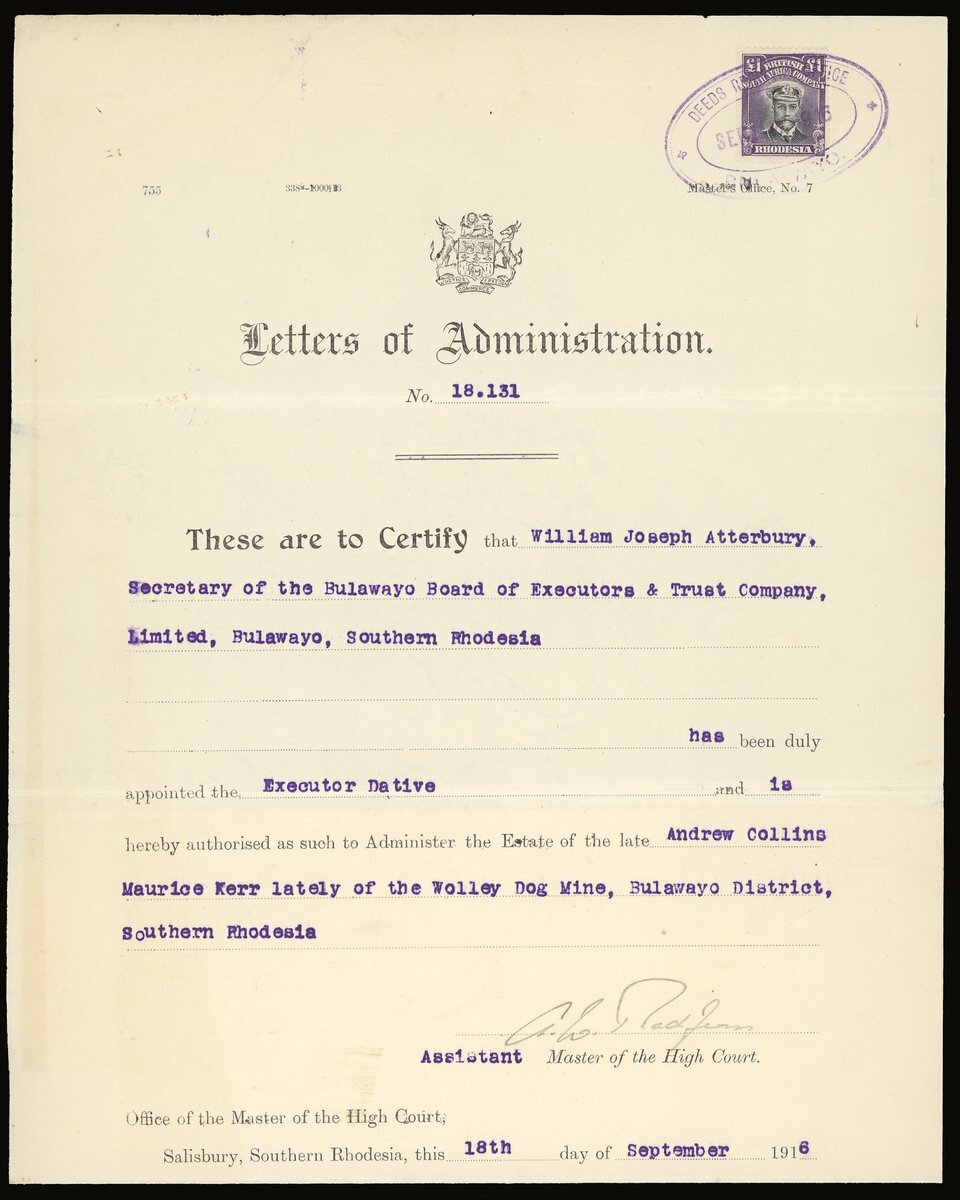 £1 BRITISH £1
SOUTH AFRICA COMPANY
RHODESIA
DEEDS
755
Master's Office, No. 7
JUSTICE FREEDOM
COMMERCE
Letters of Administration.
No. 18.131
These are to Certify that William Joseph Atterbury,
Secretary of the Bulawayo Board of Executors & Trust Company,
Limited, Bulawayo, Southern Rhodesia
has been duly
appointed the Executor Dative and is
hereby authorised as such to Administer the Estate of the late Andrew Collins
Maurice Kerr lately of the Wolley Dog Mine, Bulawayo District,
Southern Rhodesia
Assistant Master of the High Court.
Office of the Master of the High Court,
Salisbury, Southern Rhodesia, this 18th day of September 1916